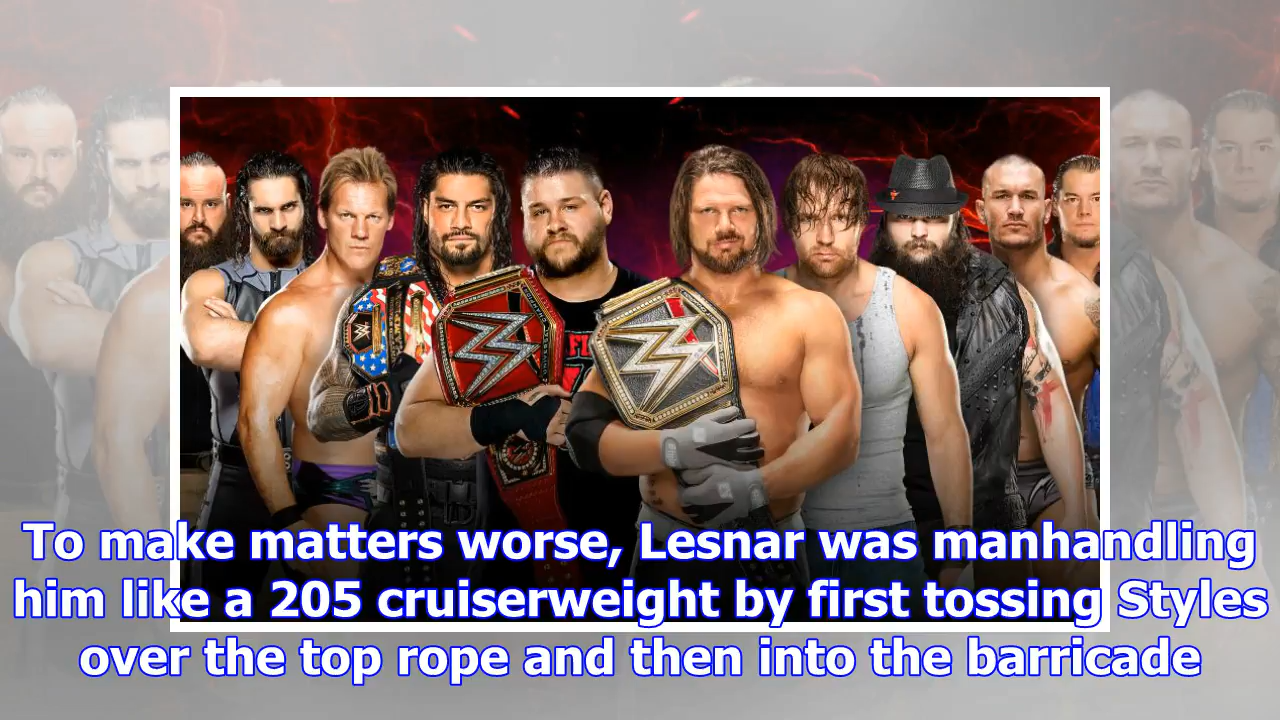 To make matters worse, Lesnar was manhandling
him like a 205 cruiserweight by first tossing Styles
over the top rope and then into the barricade